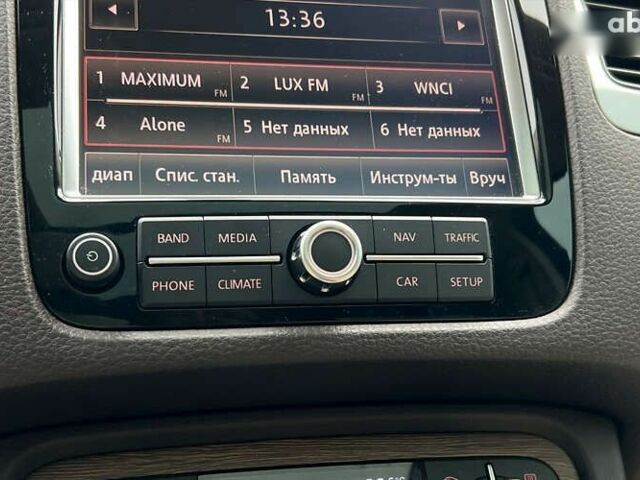 13:36
1 MAXIMUM FM 2 LUX FM FM 3 WNCI FM
4 Alone FM 5 Нет данных 6 Нет данных
диап Спис. стан. Память Инструм-ты Вруч
BAND MEDIA NAV TRAFFIC
PHONE CLIMATE CAR SETUP